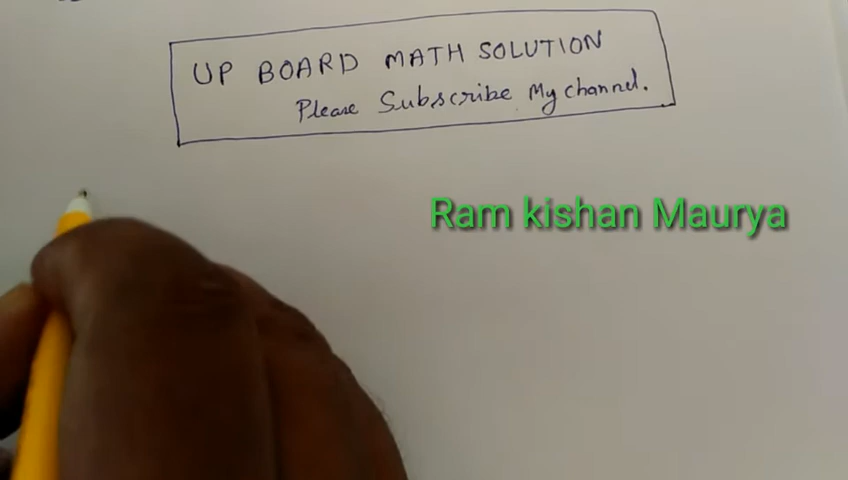 UP BOARD MATH SOLUTION
Please Subscribe My channel.
Ram kishan Maurya